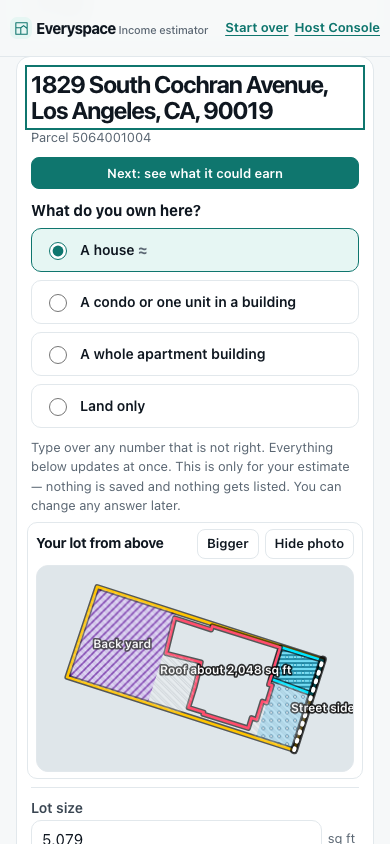 Everyspace Income estimator Start over Host Console
1829 South Cochran Avenue,
Los Angeles, CA, 90019
Parcel 5064001004
Next: see what it could earn
What do you own here?
A house ≈
A condo or one unit in a building
A whole apartment building
Land only
Type over any number that is not right. Everything
below updates at once. This is only for your estimate
— nothing is saved and nothing gets listed. You can
change any answer later.
Your lot from above Bigger Hide photo
Back yard
Roof about 2,048 sq ft
Street side
Lot size
5,079 sq ft